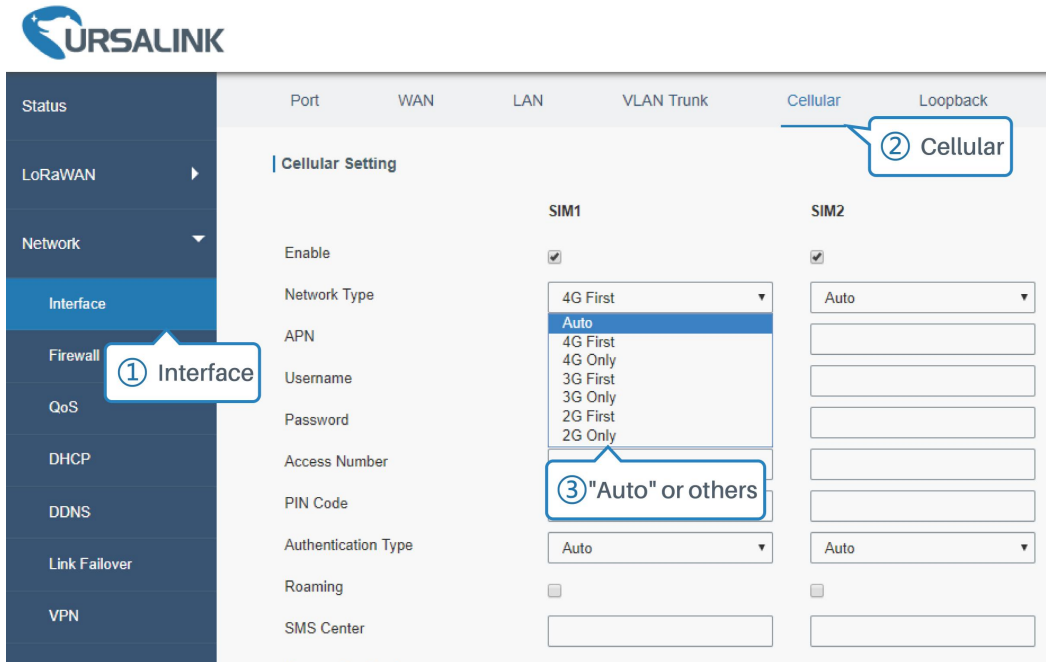 URSALINK
Status
Port WAN LAN VLAN Trunk Cellular Loopback
② Cellular
Cellular Setting
LoRaWAN
SIM1 SIM2
Network
Enable
Interface
Network Type 4G First Auto
Auto
4G First
4G Only
3G First
3G Only
2G First
2G Only
APN
Firewall
① Interface
Username
QoS
Password
DHCP
Access Number
③"Auto" or others
PIN Code
DDNS
Authentication Type Auto Auto
Link Failover
Roaming
VPN
SMS Center